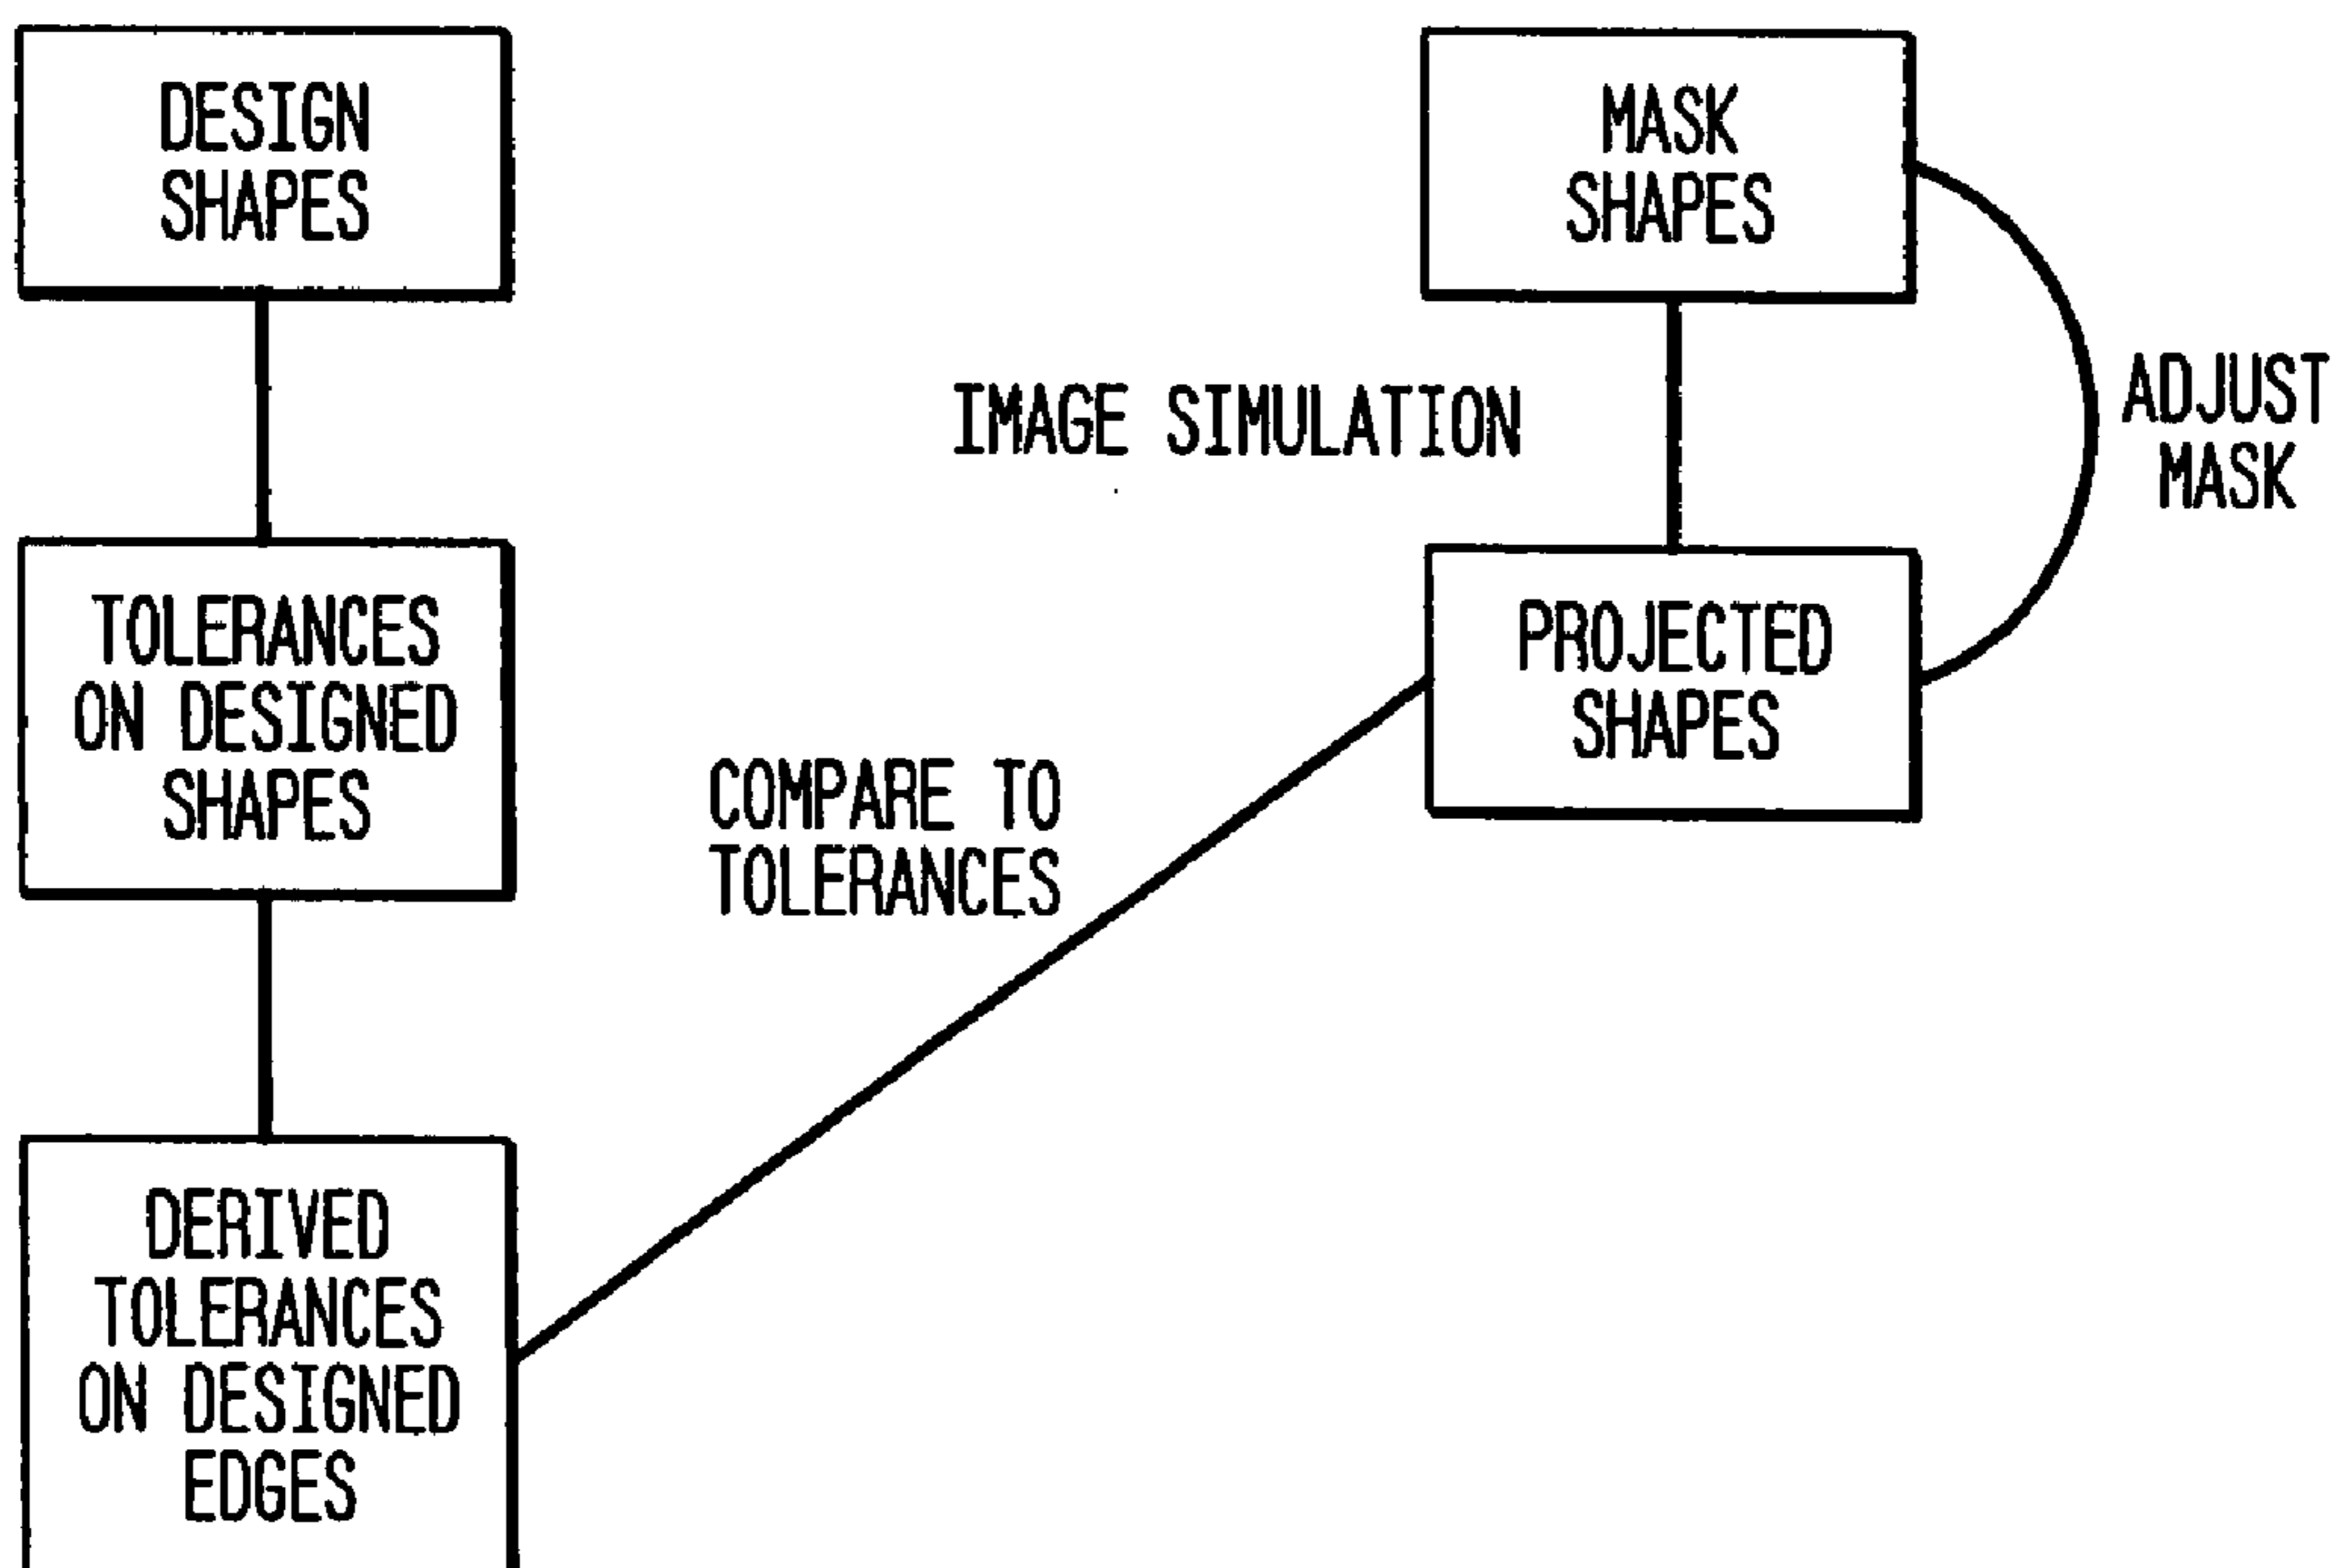 DESIGN
SHAPES
MASK
SHAPES
IMAGE SIMULATION
ADJUST
MASK
TOLERANCES
ON DESIGNED
SHAPES
PROJECTED
SHAPES
COMPARE TO
TOLERANCES
DERIVED
TOLERANCES
ON DESIGNED
EDGES